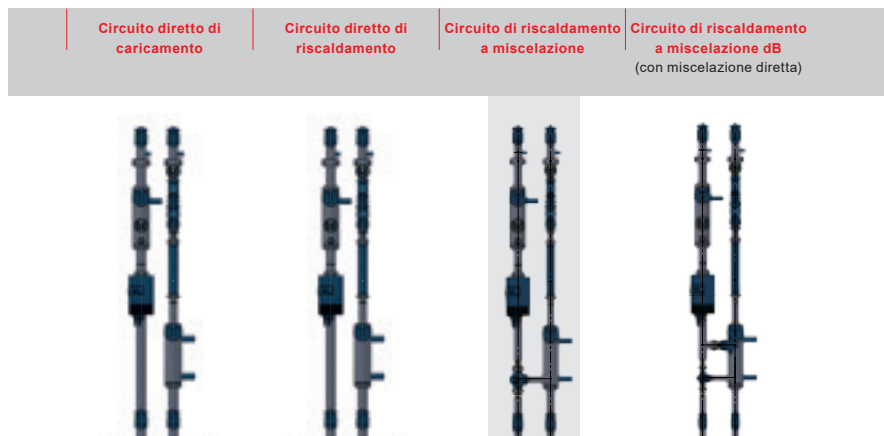 Circuito diretto di
caricamento
Circuito diretto di
riscaldamento
Circuito di riscaldamento
a miscelazione
Circuito di riscaldamento
a miscelazione dB
(con miscelazione diretta)